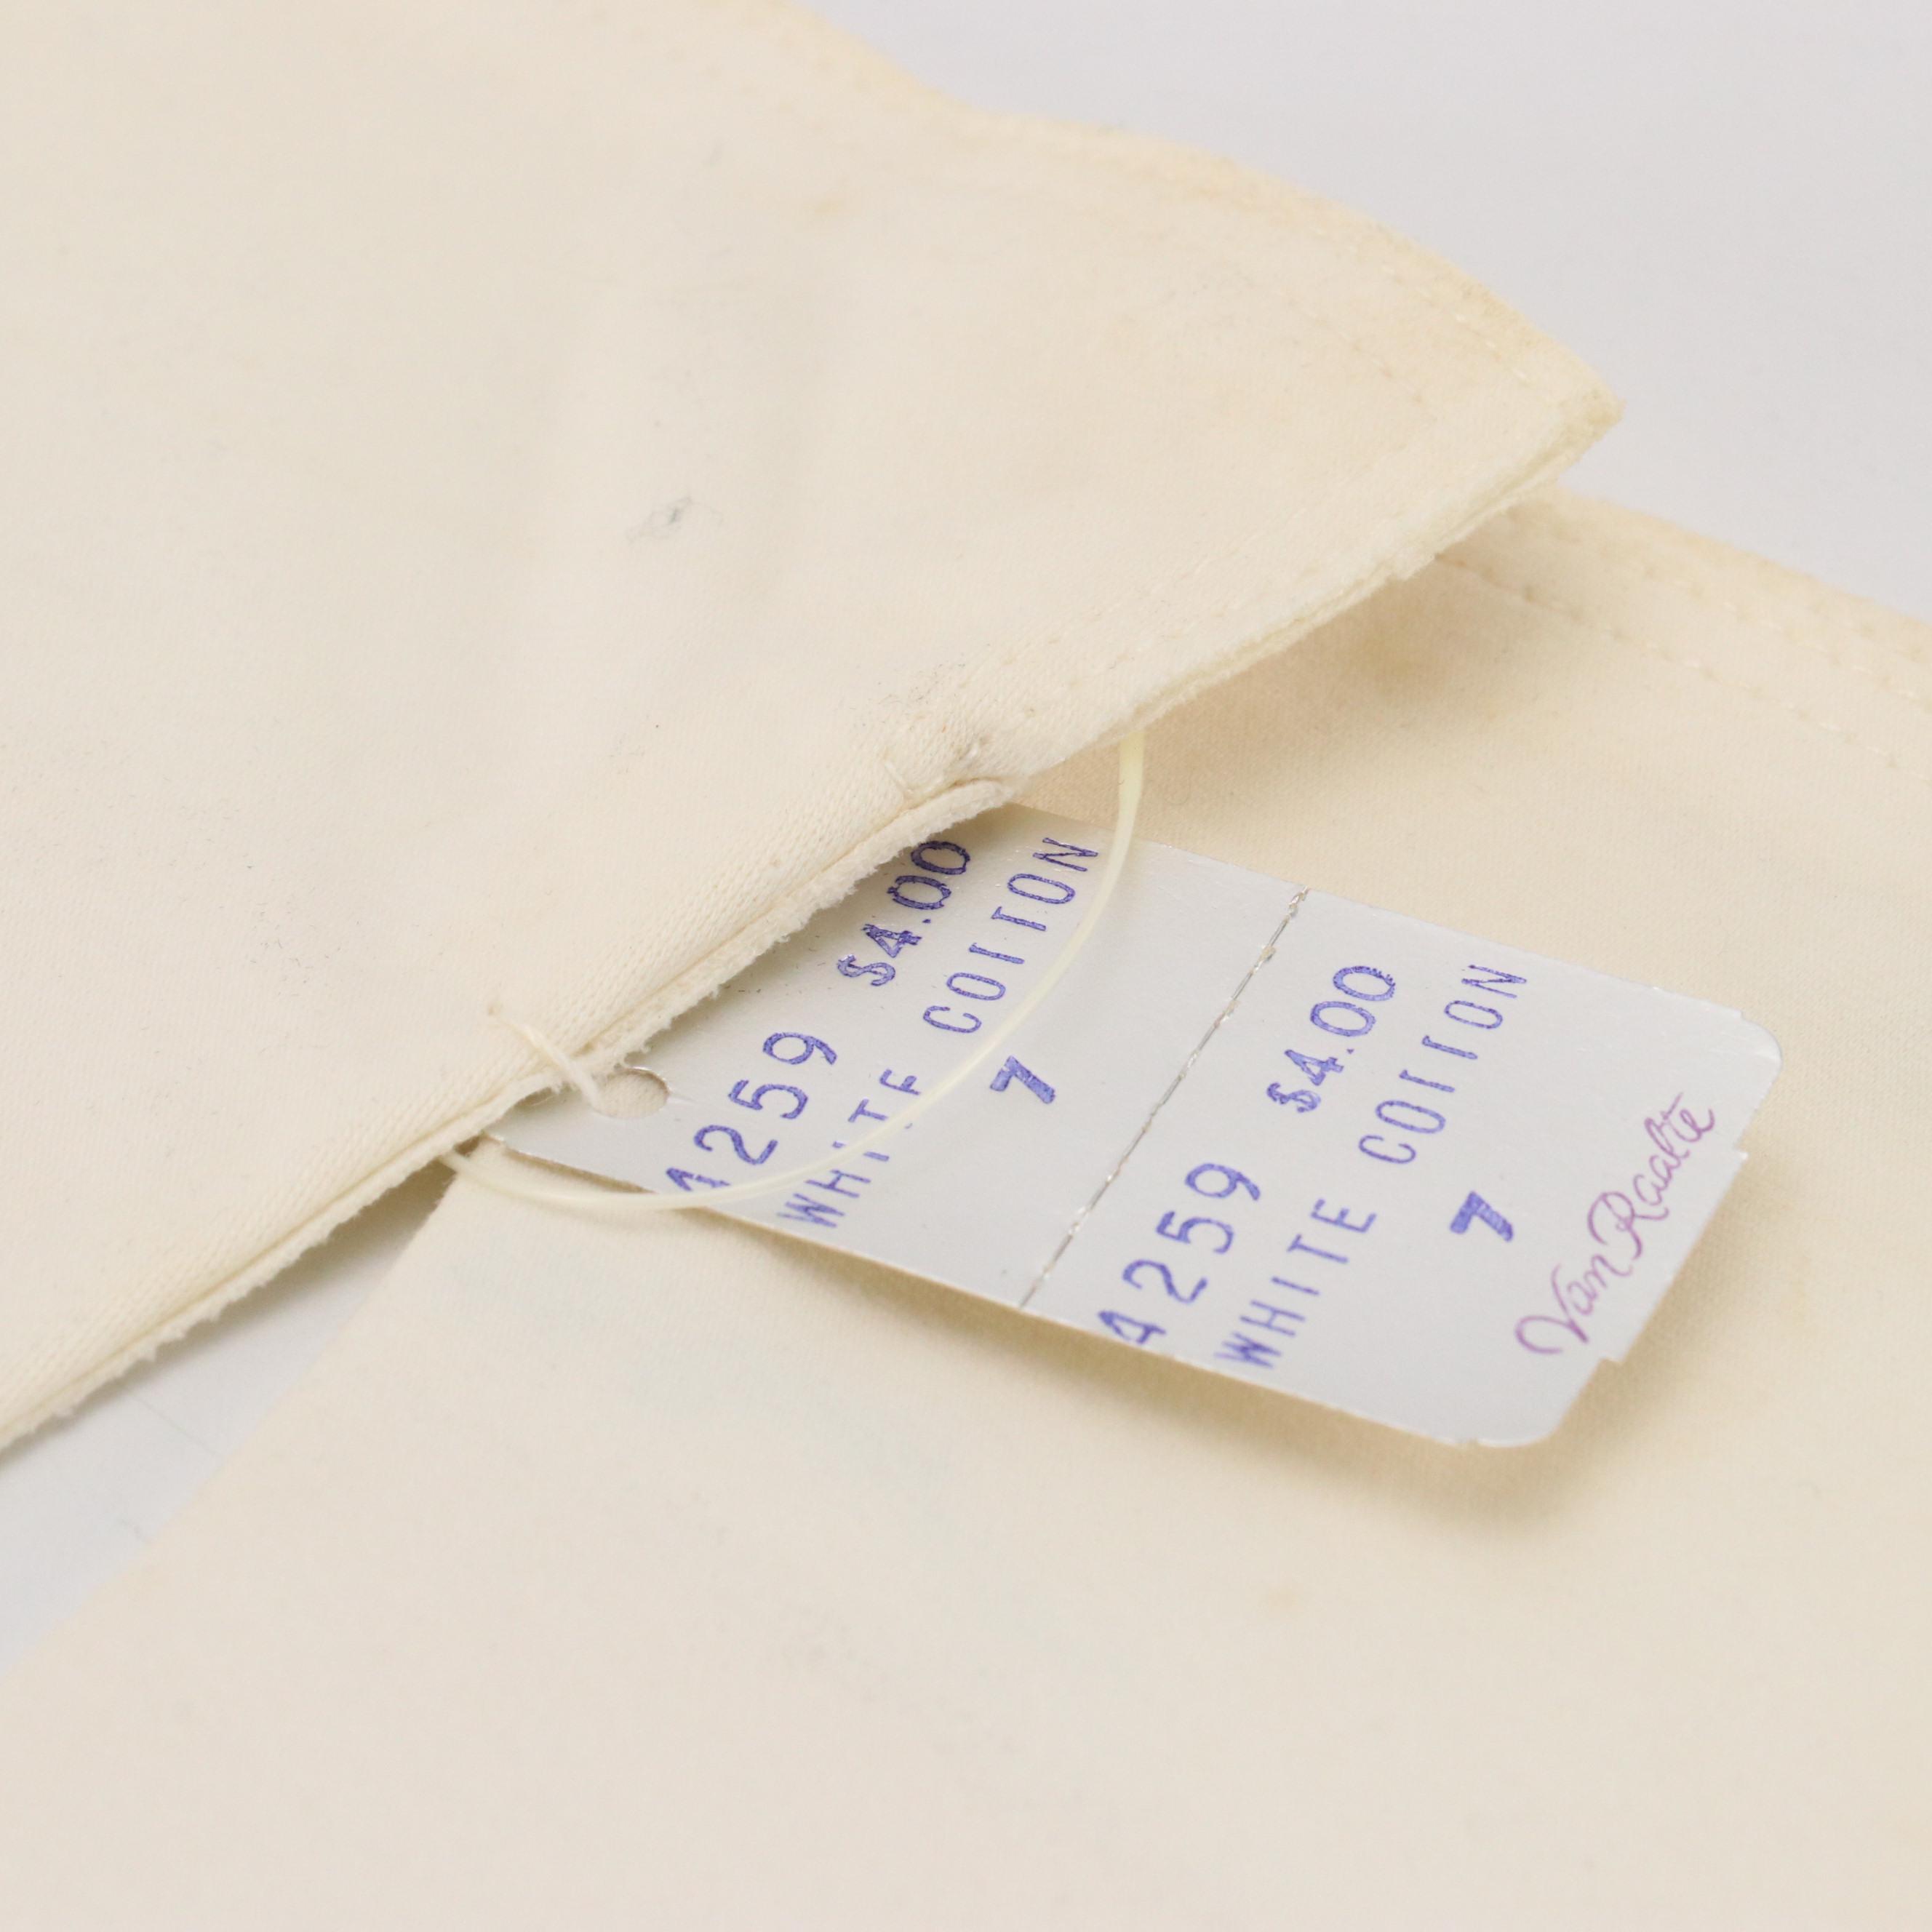 4259 $4.00
WHITE COTTON
7
4259 $4.00
WHITE COTTON
7
Van Raalte